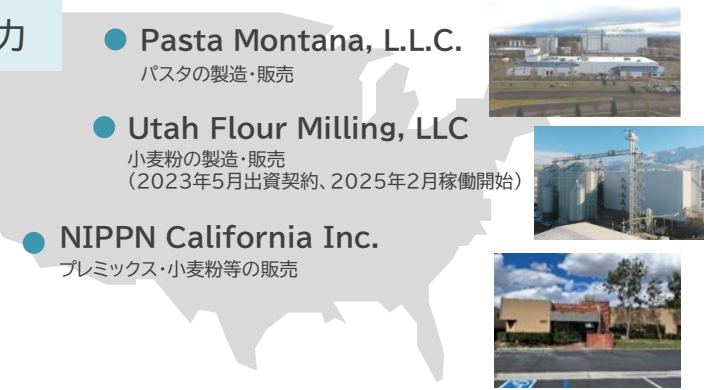 力
Pasta Montana, L.L.C.
パスタの製造・販売
Utah Flour Milling, LLC
小麦粉の製造・販売
(2023年5月出資契約、2025年2月稼働開始)
NIPPN California Inc.
プレミックス・小麦粉等の販売